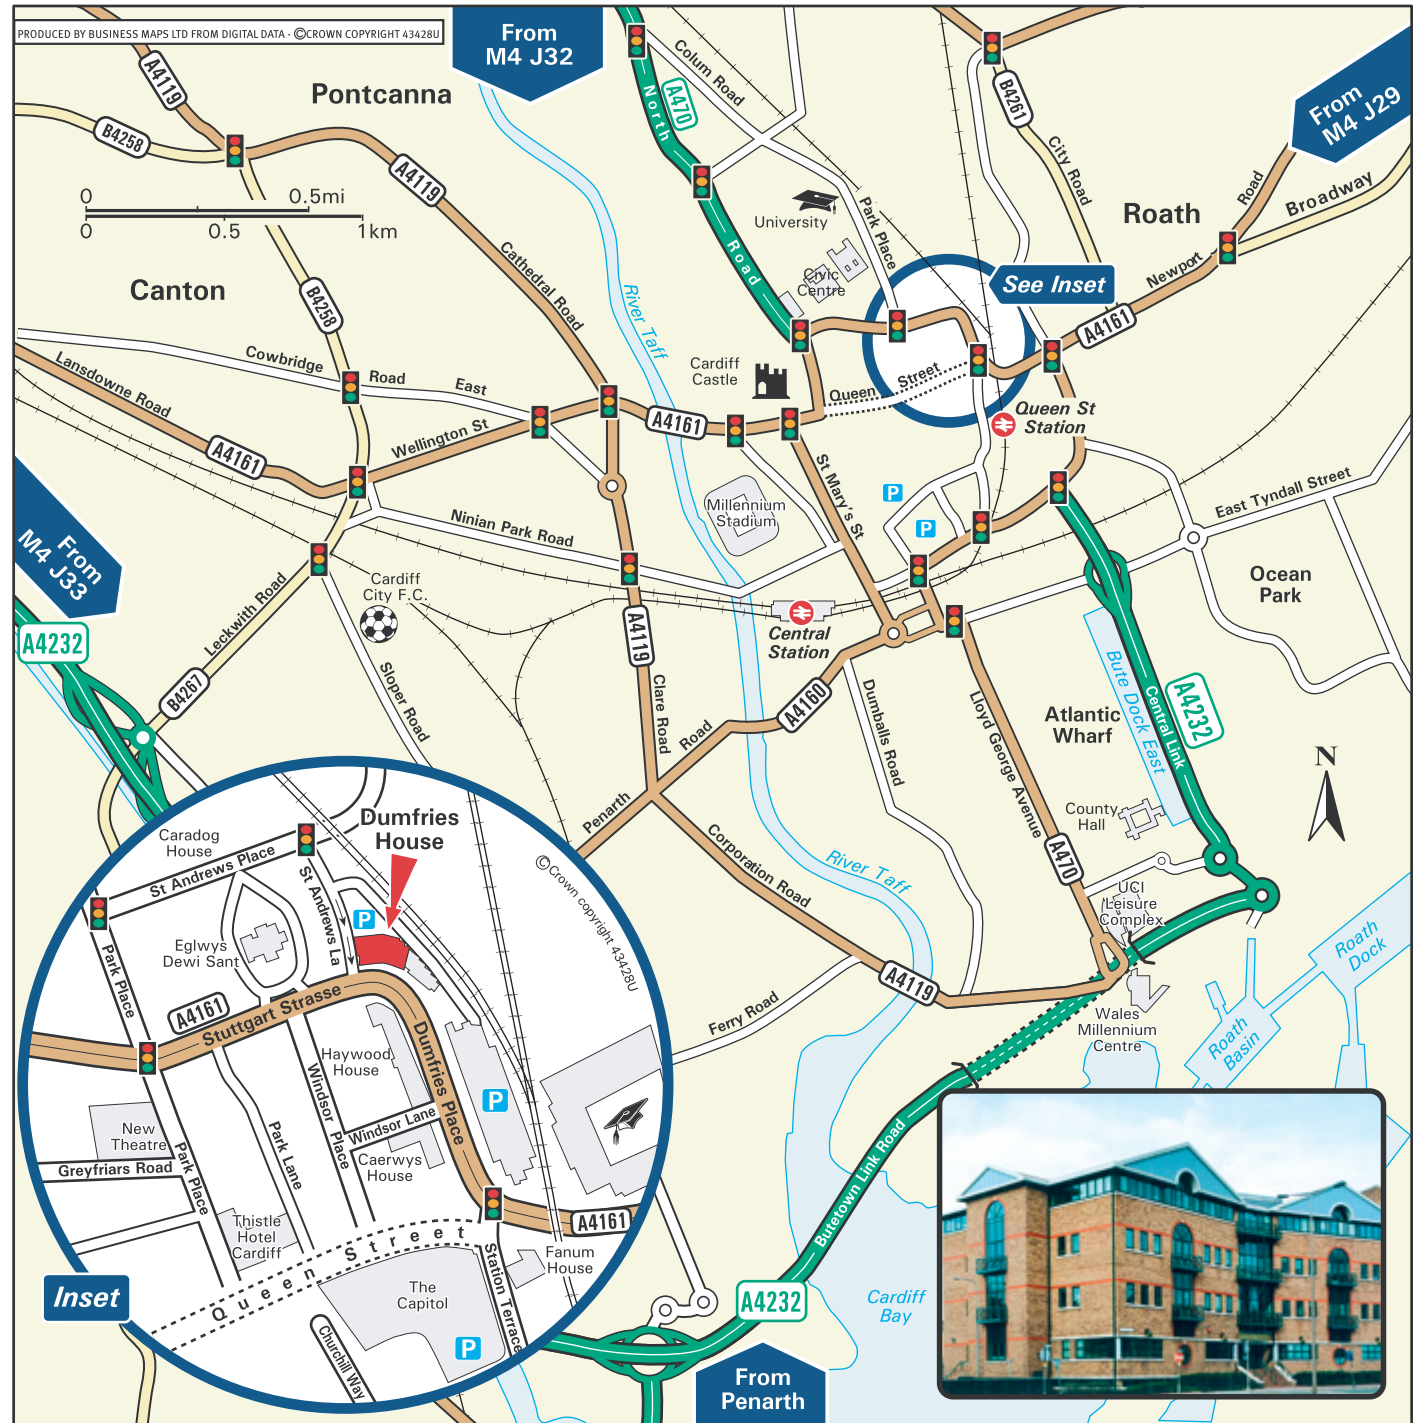 PRODUCED BY BUSINESS MAPS LTD FROM DIGITAL DATA - ©CROWN COPYRIGHT 43428U
From
M4 J32
From
M4 J29
A4119
B4258
Pontcanna
A4119
Colum Road
A470
North
Road
B4261
City Road
Road
Broadway
Roath
Newport
0
0.5mi
0
0.5
1km
University
Park Place
Civic
Centre
See Inset
A4161
Canton
B4258
Cathedral Road
River Taff
Cowbridge
Road
East
Lansdowne Road
A4161
Wellington St
A4161
Cardiff
Castle
Queen
Street
Queen St
Station
St Mary's St
P
P
Millennium
Stadium
Ninian Park Road
East Tyndall Street
Ocean
Park
From
M4 J33
A4232
Leckwith Road
B4267
Cardiff
City F.C.
Sloper Road
A4119
Clare Road
Central
Station
A4160
Penarth
Road
Dumballs Road
Lloyd George Avenue
A470
Atlantic
Wharf
Bute Dock East
Central Link
A4232
County
Hall
N
Corporation Road
River Taff
UCI
Leisure
Complex
A4119
Ferry Road
Wales
Millennium
Centre
Roath
Dock
Roath
Basin
Butetown Link Road
A4232
Cardiff
Bay
From
Penarth
©Crown copyright 43428U
Dumfries
House
Caradog
House
St Andrews Place
St Andrews La
P
Eglwys
Dewi Sant
Park Place
A4161
Stuttgart Strasse
Dumfries Place
Haywood
House
Windsor Place
Windsor Lane
Caerwys
House
P
New
Theatre
Greyfriars Road
Park Place
Park Lane
Thistle
Hotel
Cardiff
Queen Street
A4161
Fanum
House
Station Terrace
The
Capitol
P
Churchill Way
Inset